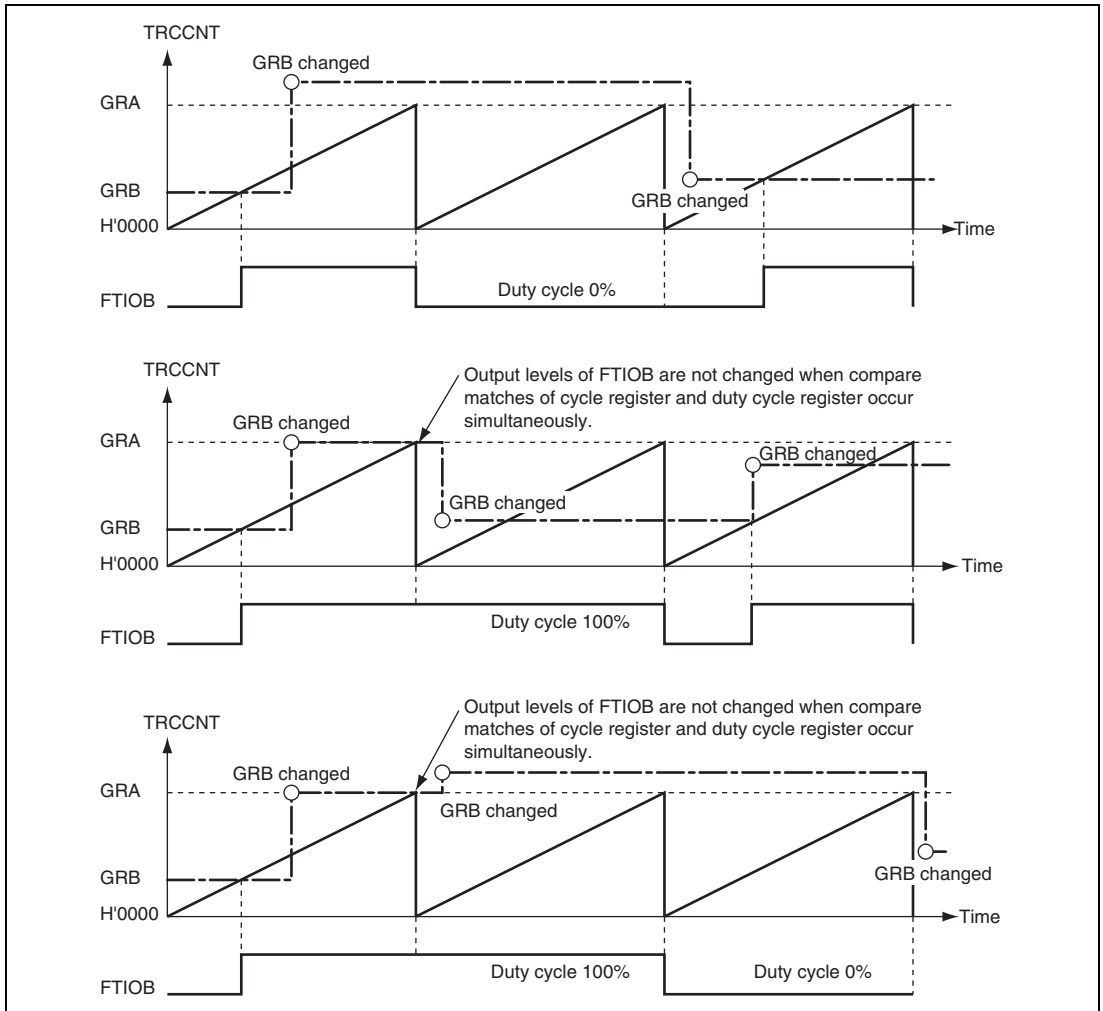 TRCCNT
GRB changed
GRA
GRB
GRB changed
H'0000
Time
Duty cycle 0%
FTIOB
TRCCNT
Output levels of FTIOB are not changed when compare
matches of cycle register and duty cycle register occur
simultaneously.
GRB changed
GRA
GRB changed
GRB changed
GRB
H'0000
Time
Duty cycle 100%
FTIOB
TRCCNT
Output levels of FTIOB are not changed when compare
matches of cycle register and duty cycle register occur
simultaneously.
GRB changed
GRA
GRB changed
GRB
GRB changed
H'0000
Time
Duty cycle 100%
Duty cycle 0%
FTIOB